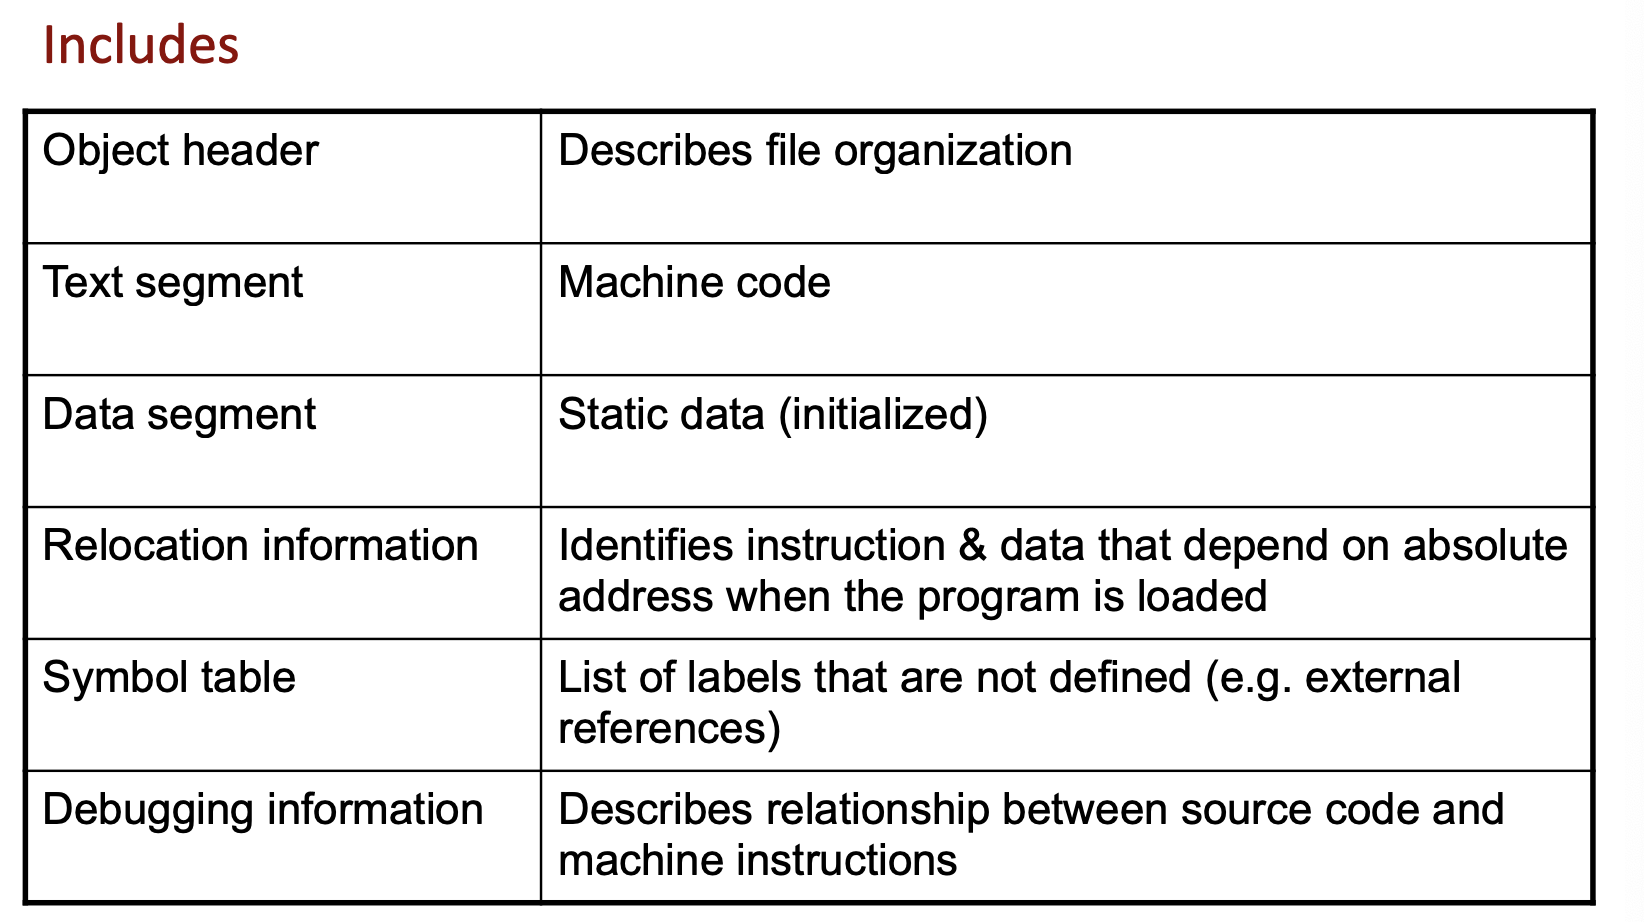 Includes
Object header
Describes file organization
Text segment
Machine code
Data segment
Static data (initialized)
Relocation information
Identifies instruction & data that depend on absolute
address when the program is loaded
Symbol table
List of labels that are not defined (e.g. external
references)
Debugging information
Describes relationship between source code and
machine instructions